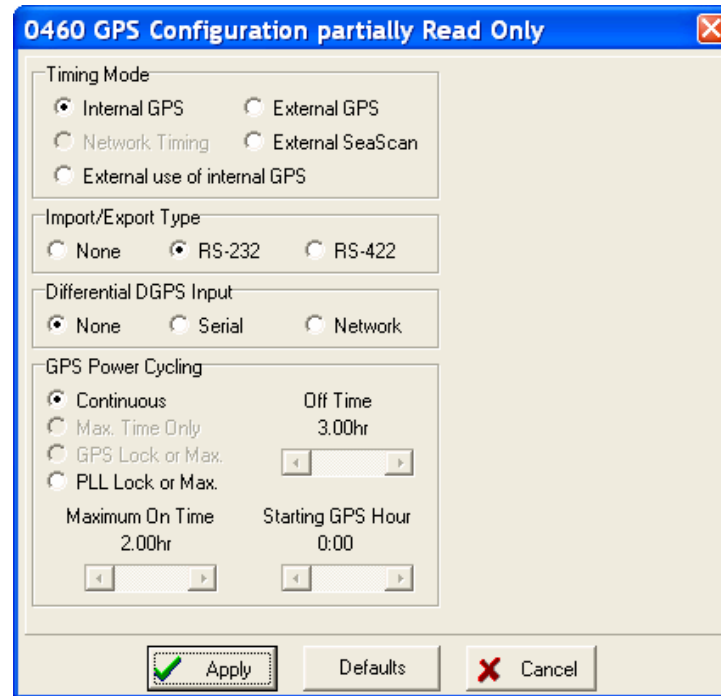 0460 GPS Configuration partially Read Only
Timing Mode
Internal GPS External GPS
Network Timing External SeaScan
External use of internal GPS
Import/Export Type
None RS-232 RS-422
Differential DGPS Input
None Serial Network
GPS Power Cycling
Continuous Off Time
Max. Time Only 3.00hr
GPS Lock or Max.
PLL Lock or Max.
Maximum On Time Starting GPS Hour
2.00hr 0:00
Apply Defaults Cancel